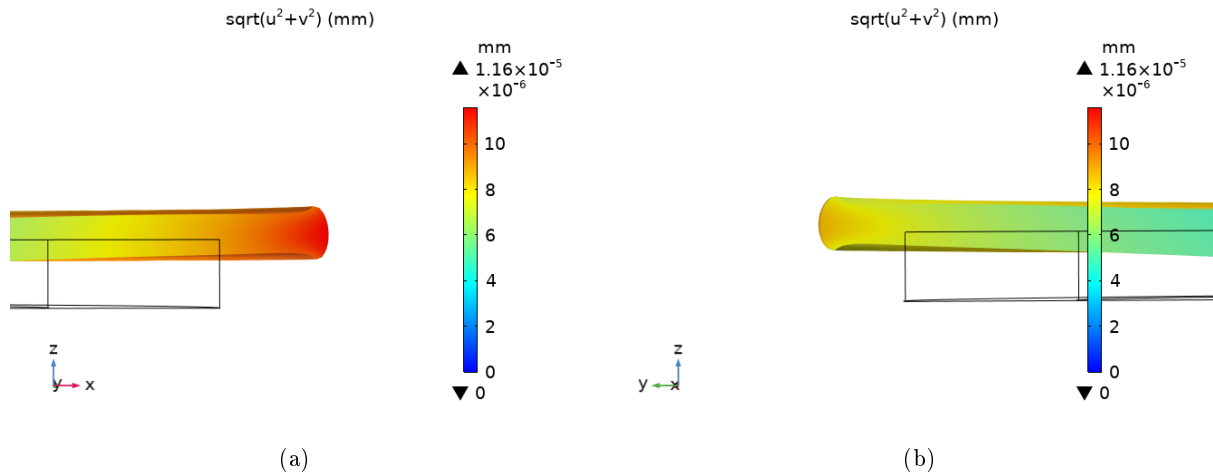 sqrt(u²+v²) (mm)
mm
▲ 1.16×10⁻⁵
×10⁻⁶
10
8
6
4
2
0
▼ 0
z
y x
(a)
sqrt(u²+v²) (mm)
mm
▲ 1.16×10⁻⁵
×10⁻⁶
10
8
6
4
2
0
▼ 0
z
y x
(b)